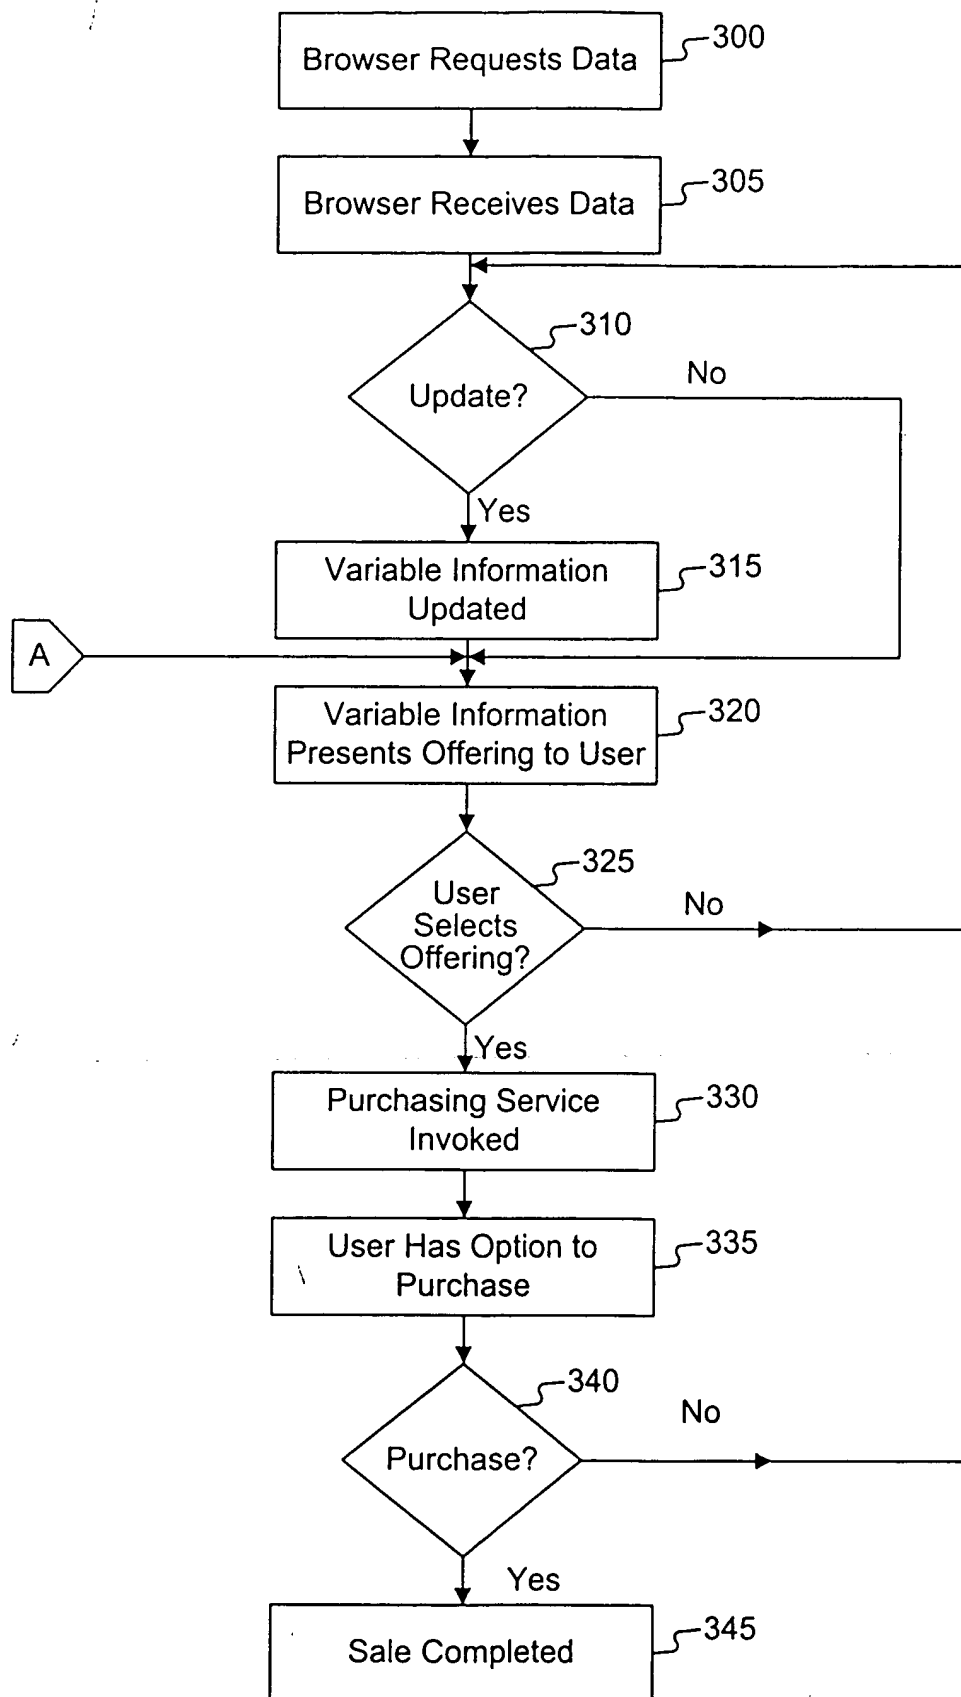 Browser Requests Data
300
Browser Receives Data
305
310
Update?
No
Yes
Variable Information
Updated
315
A
Variable Information
Presents Offering to User
320
325
User
Selects
Offering?
No
Yes
Purchasing Service
Invoked
330
User Has Option to
Purchase
335
340
Purchase?
No
Yes
Sale Completed
345